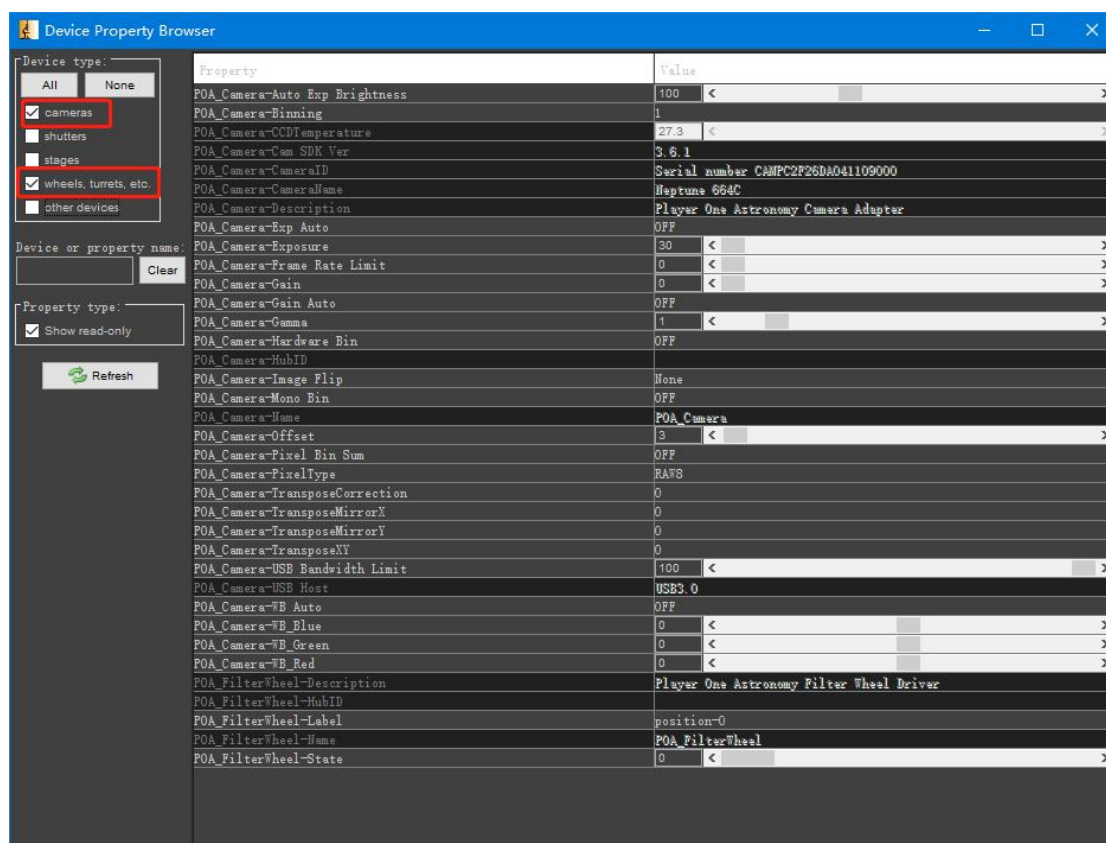 Device Property Browser
Device type:
All None
cameras
shutters
stages
wheels, turrets, etc.
other devices
Device or property name:
Clear
Property type:
Show read-only
Refresh
Property Value
POA_Camera-Auto Exp Brightness 100
POA_Camera-Binning 1
POA_Camera-CCDTemperature 27.3
POA_Camera-Cam SDK Ver 3.6.1
POA_Camera-CameraID Serial number CAWPC2F26DA041109000
POA_Camera-CameraName Neptune 664C
POA_Camera-Description Player One Astronomy Camera Adapter
POA_Camera-Exp Auto OFF
POA_Camera-Exposure 30
POA_Camera-Frame Rate Limit 0
POA_Camera-Gain 0
POA_Camera-Gain Auto OFF
POA_Camera-Gamma 1
POA_Camera-Hardware Bin OFF
POA_Camera-HubID
POA_Camera-Image Flip None
POA_Camera-Mono Bin OFF
POA_Camera-Name POA_Camera
POA_Camera-Offset 3
POA_Camera-Pixel Bin Sum OFF
POA_Camera-PixelType RAW8
POA_Camera-TransposeCorrection 0
POA_Camera-TransposeMirrorX 0
POA_Camera-TransposeMirrorY 0
POA_Camera-TransposeXY 0
POA_Camera-USB Bandwidth Limit 100
POA_Camera-USB Host USB3.0
POA_Camera-WB Auto OFF
POA_Camera-WB_Blue 0
POA_Camera-WB_Green 0
POA_Camera-WB_Red 0
POA_FilterWheel-Description Player One Astronomy Filter Wheel Driver
POA_FilterWheel-HubID
POA_FilterWheel-Label position-0
POA_FilterWheel-Name POA_FilterWheel
POA_FilterWheel-State 0